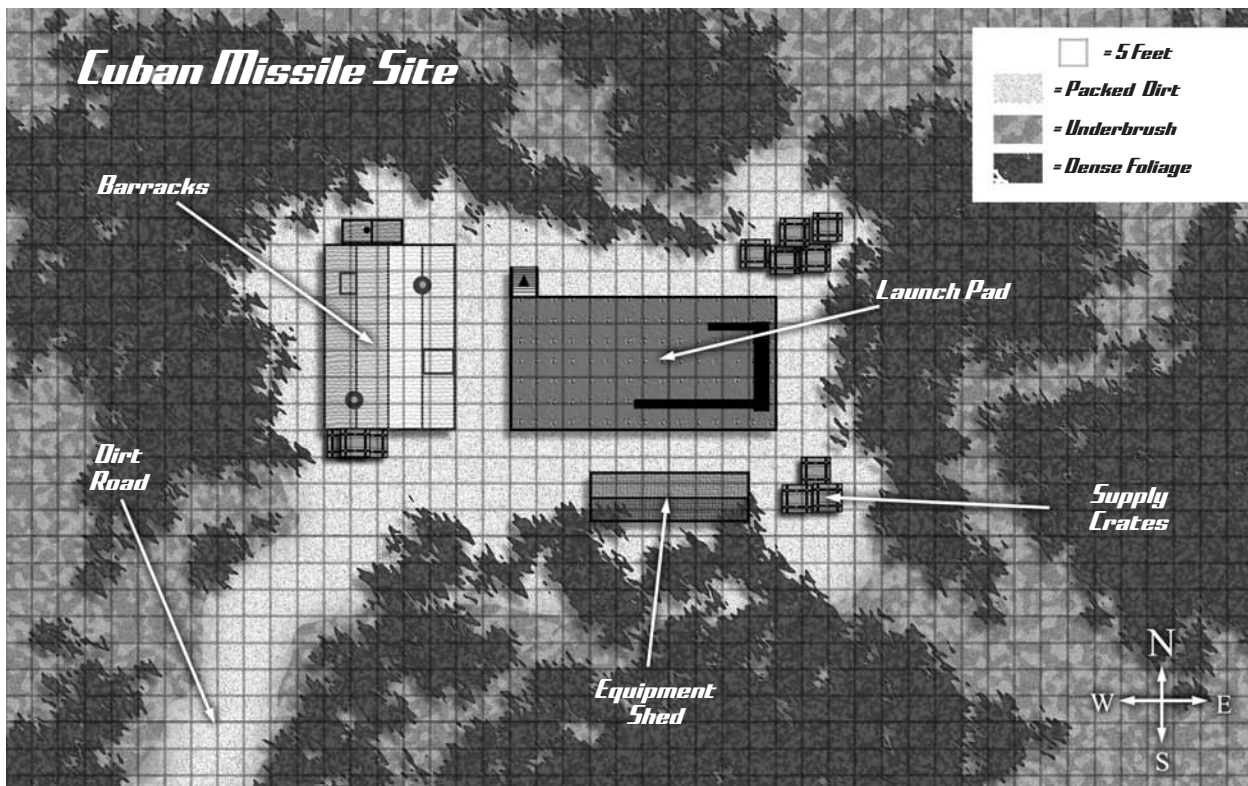 Cuban Missile Site
= 5 Feet
= Packed Dirt
= Underbrush
= Dense Foliage
Barracks
Launch Pad
Dirt
Road
Supply
Crates
Equipment
Shed
N
W
E
S